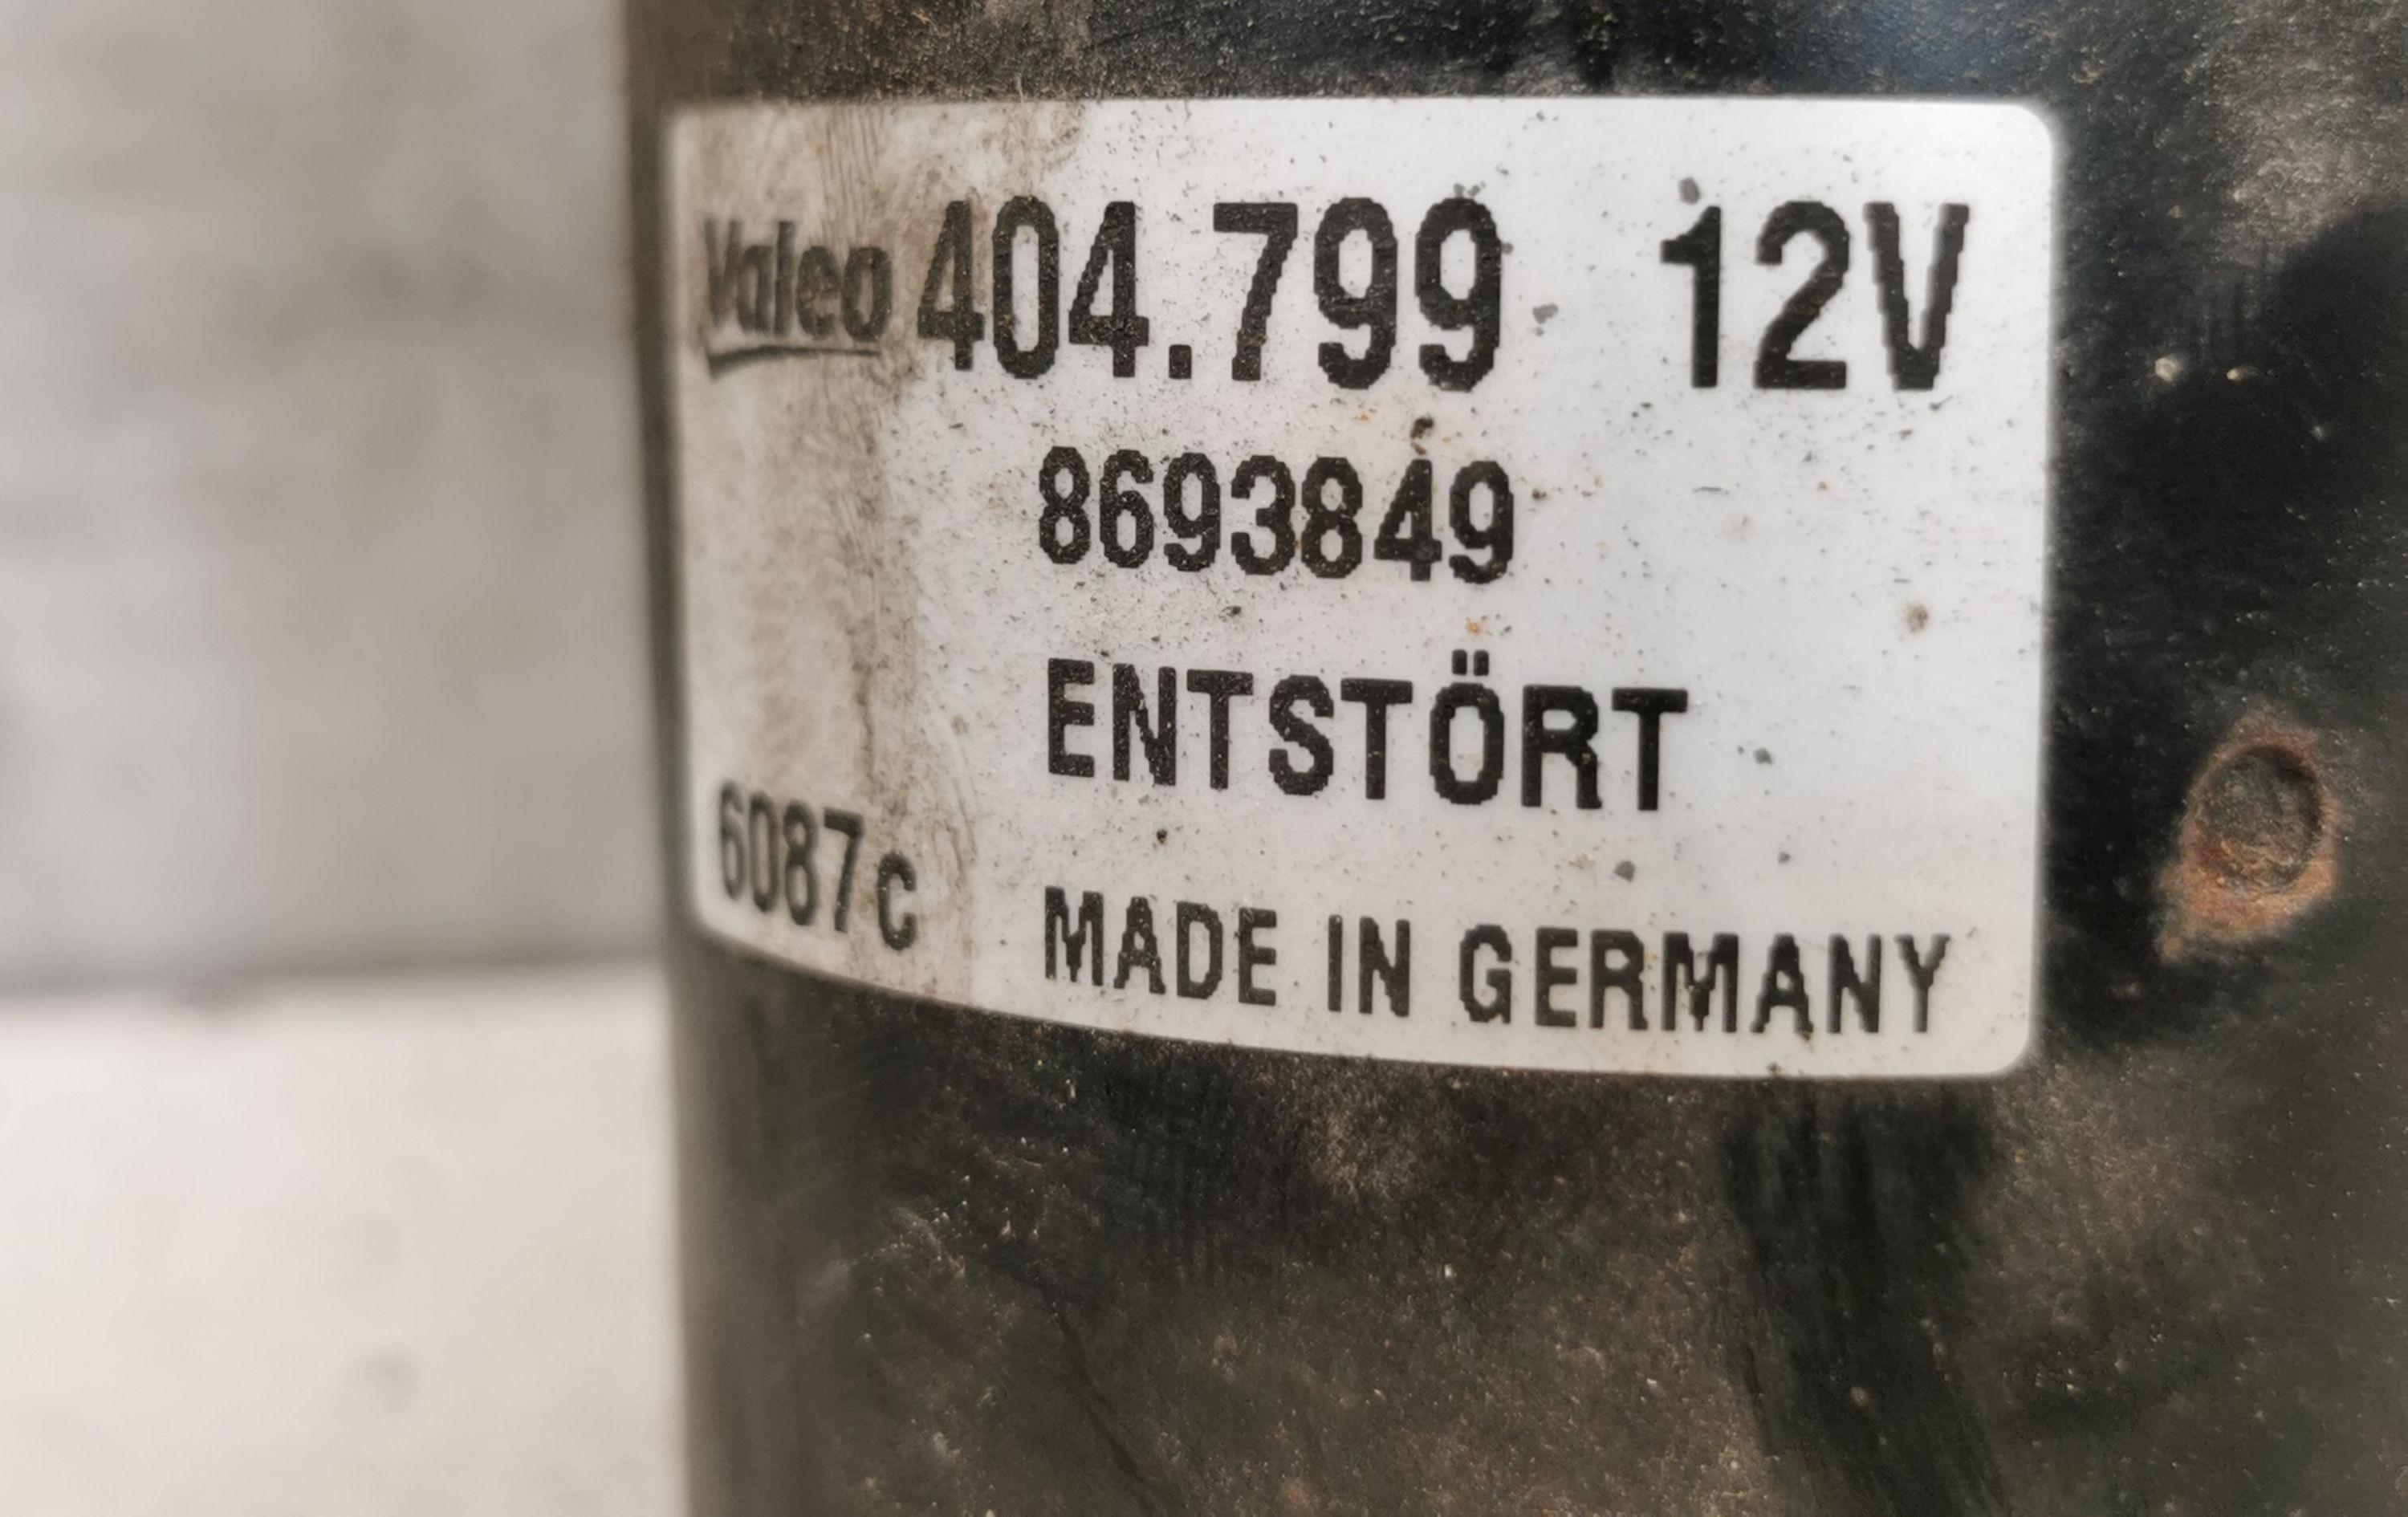 Valeo 404.799 12V
8693849
ENTSTÖRT
6087c
MADE IN GERMANY